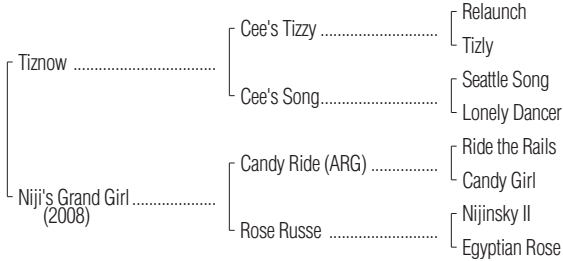 Relaunch
Cee's Tizzy
Tizly
Tiznow
Seattle Song
Cee's Song
Lonely Dancer
Ride the Rails
Candy Ride (ARG)
Candy Girl
Niji's Grand Girl
(2008)
Nijinsky II
Rose Russe
Egyptian Rose